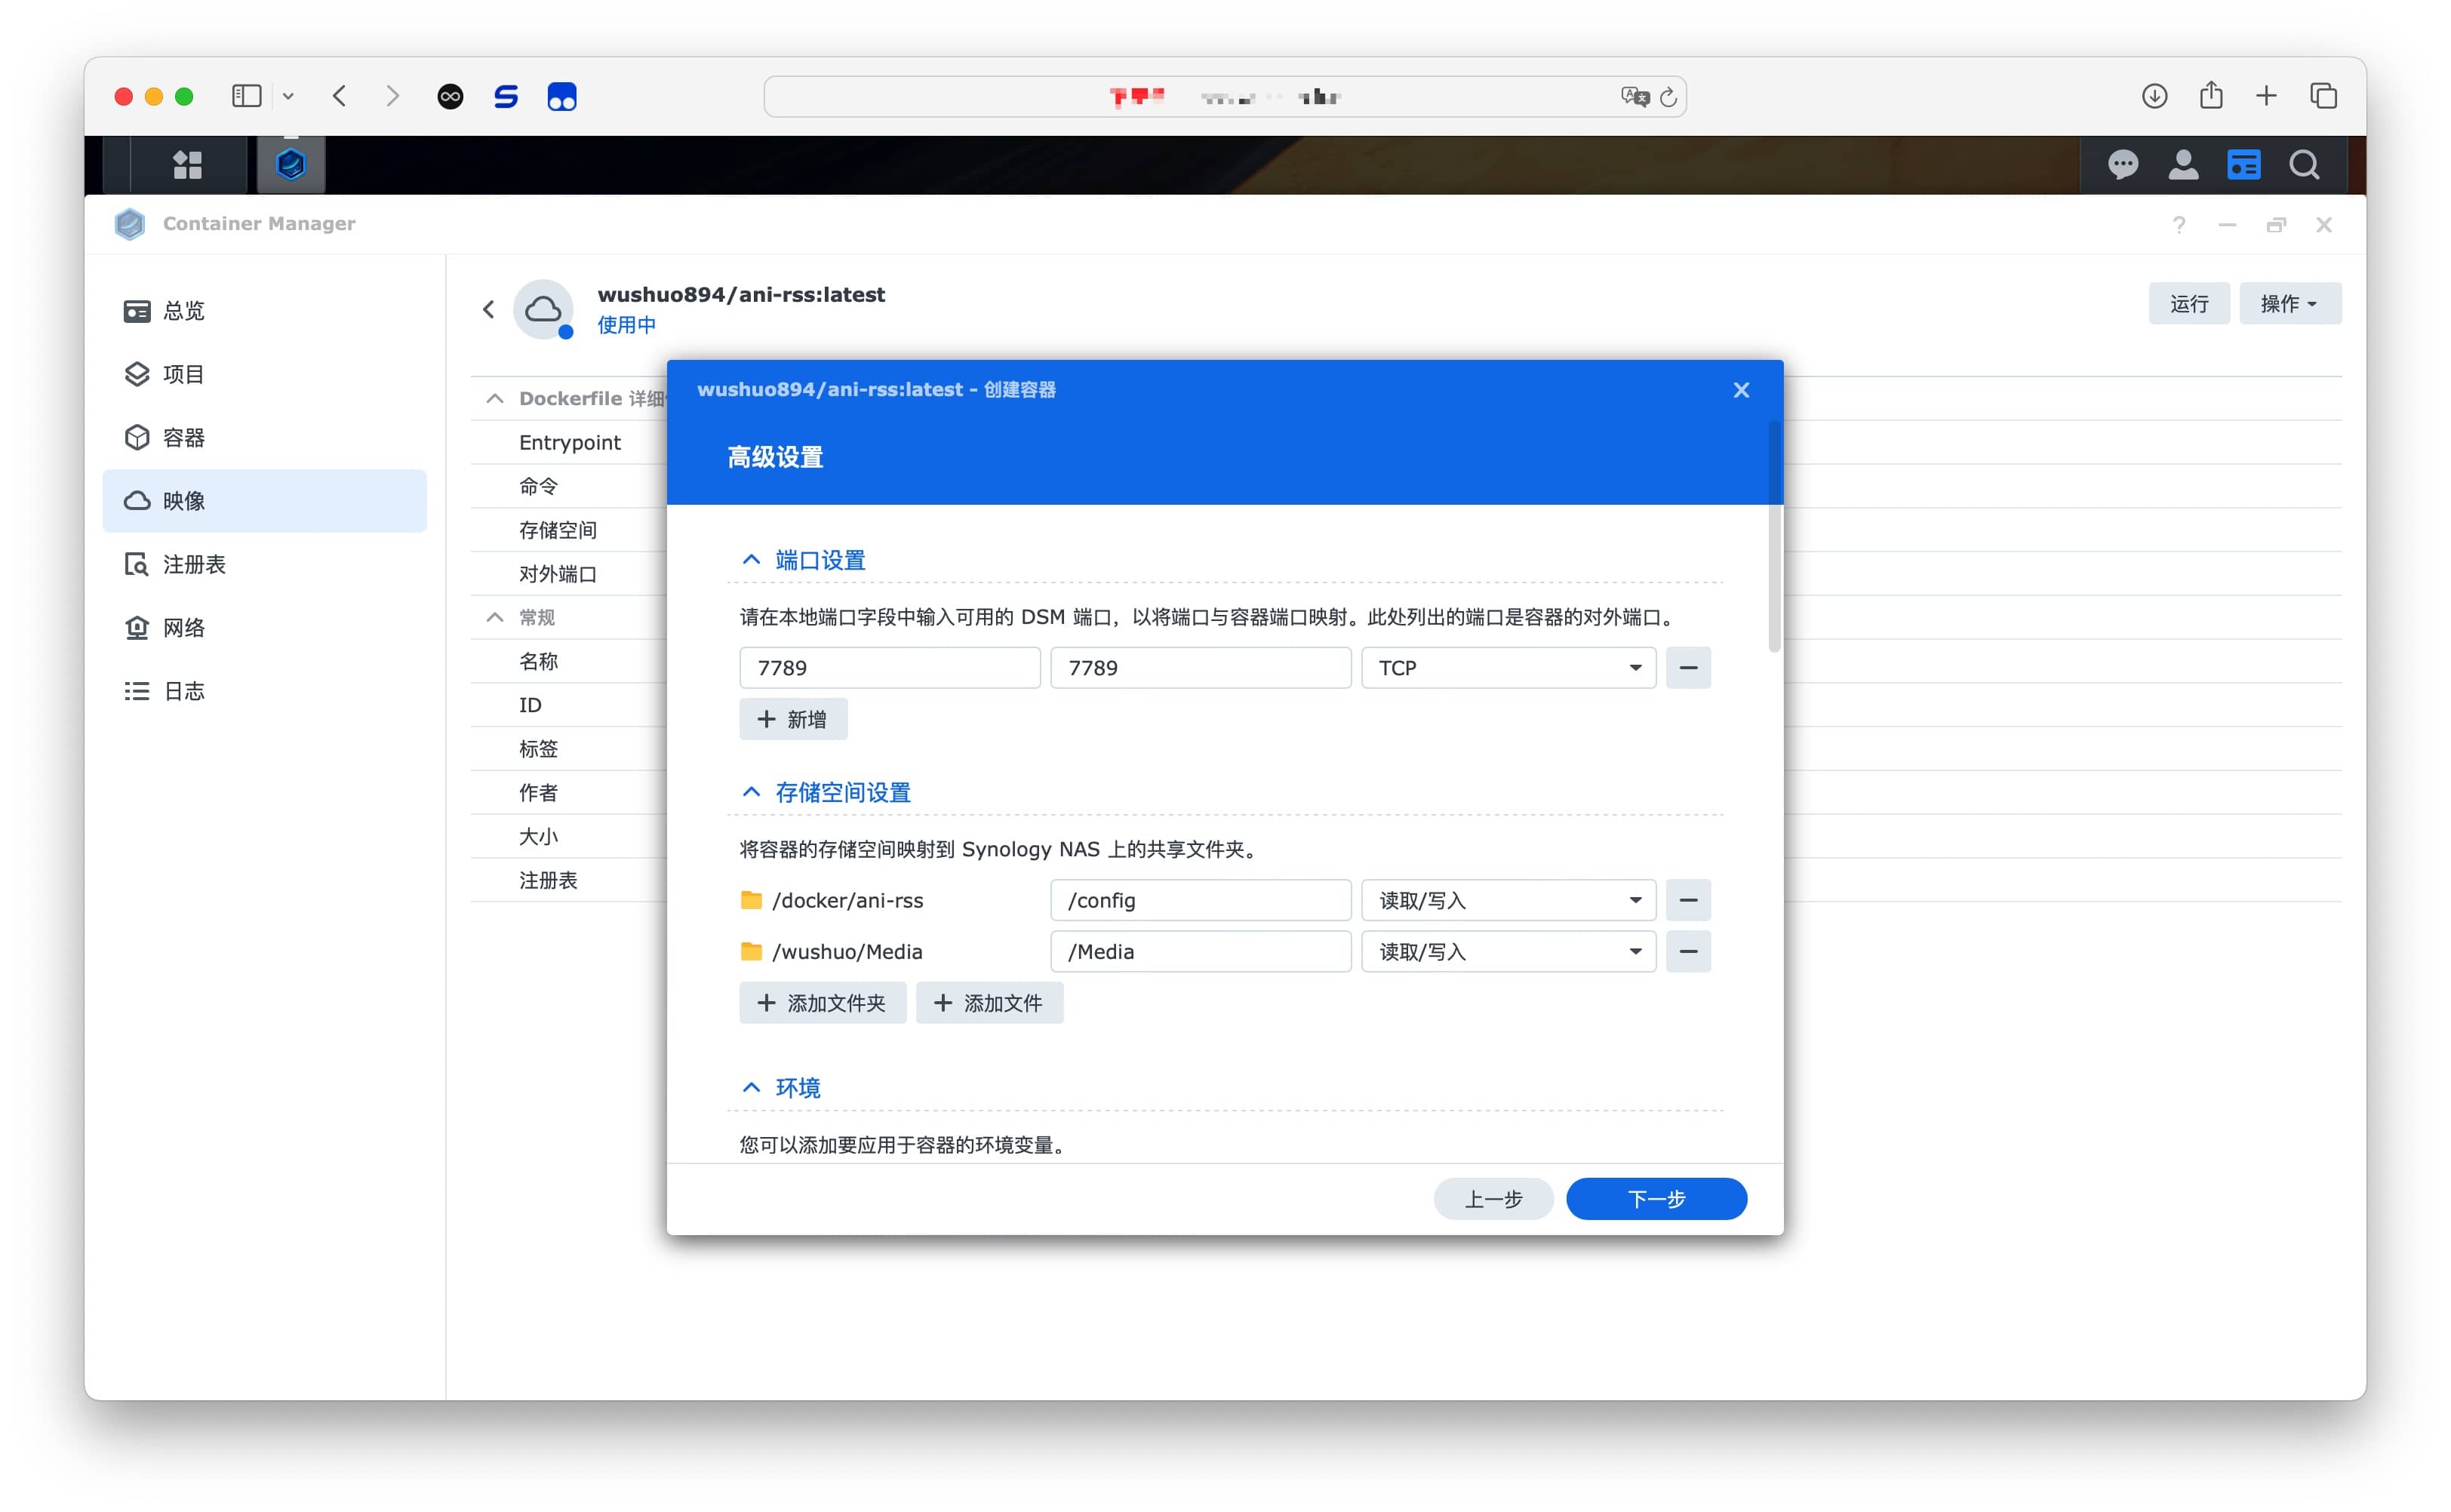 Container Manager
总览
项目
容器
映像
注册表
网络
日志
wushuo894/ani-rss:latest
使用中
运行
操作
Dockerfile 详细
Entrypoint
命令
存储空间
对外端口
常规
名称
ID
标签
作者
大小
注册表
wushuo894/ani-rss:latest - 创建容器
高级设置
端口设置
请在本地端口字段中输入可用的 DSM 端口，以将端口与容器端口映射。此处列出的端口是容器的对外端口。
7789 7789 TCP
新增
存储空间设置
将容器的存储空间映射到 Synology NAS 上的共享文件夹。
/docker/ani-rss /config 读取/写入
/wushuo/Media /Media 读取/写入
添加文件夹 添加文件
环境
您可以添加要应用于容器的环境变量。
上一步 下一步